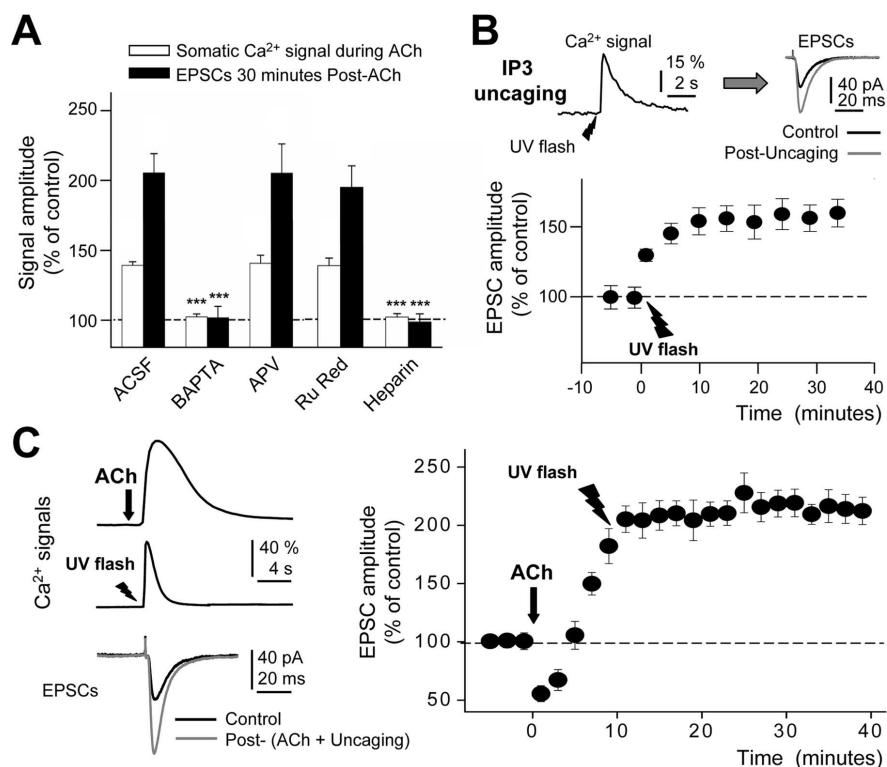 A
Somatic Ca²⁺ signal during ACh
EPSCs 30 minutes Post-ACh
Signal amplitude
(% of control)
250
200
150
100
*** ***
*** ***
ACSF
BAPTA
APV
Ru Red
Heparin
B
Ca²⁺ signal
EPSCs
IP3
uncaging
15 %
2 s
40 pA
20 ms
UV flash
Control
Post-Uncaging
EPSC amplitude
(% of control)
150
100
UV flash
-10 0 10 20 30 40
Time (minutes)
C
Ca²⁺ signals
ACh
UV flash
40 %
4 s
EPSCs
40 pA
20 ms
Control
Post- (ACh + Uncaging)
EPSC amplitude
(% of control)
250
200
150
100
50
UV flash
ACh
0 10 20 30 40
Time (minutes)